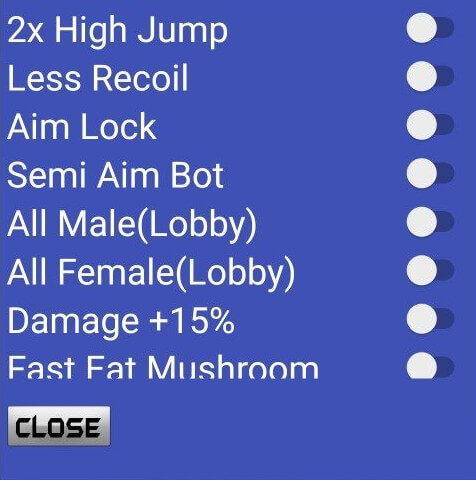 2x High Jump
Less Recoil
Aim Lock
Semi Aim Bot
All Male(Lobby)
All Female(Lobby)
Damage +15%
Fast Eat Mushroom
CLOSE